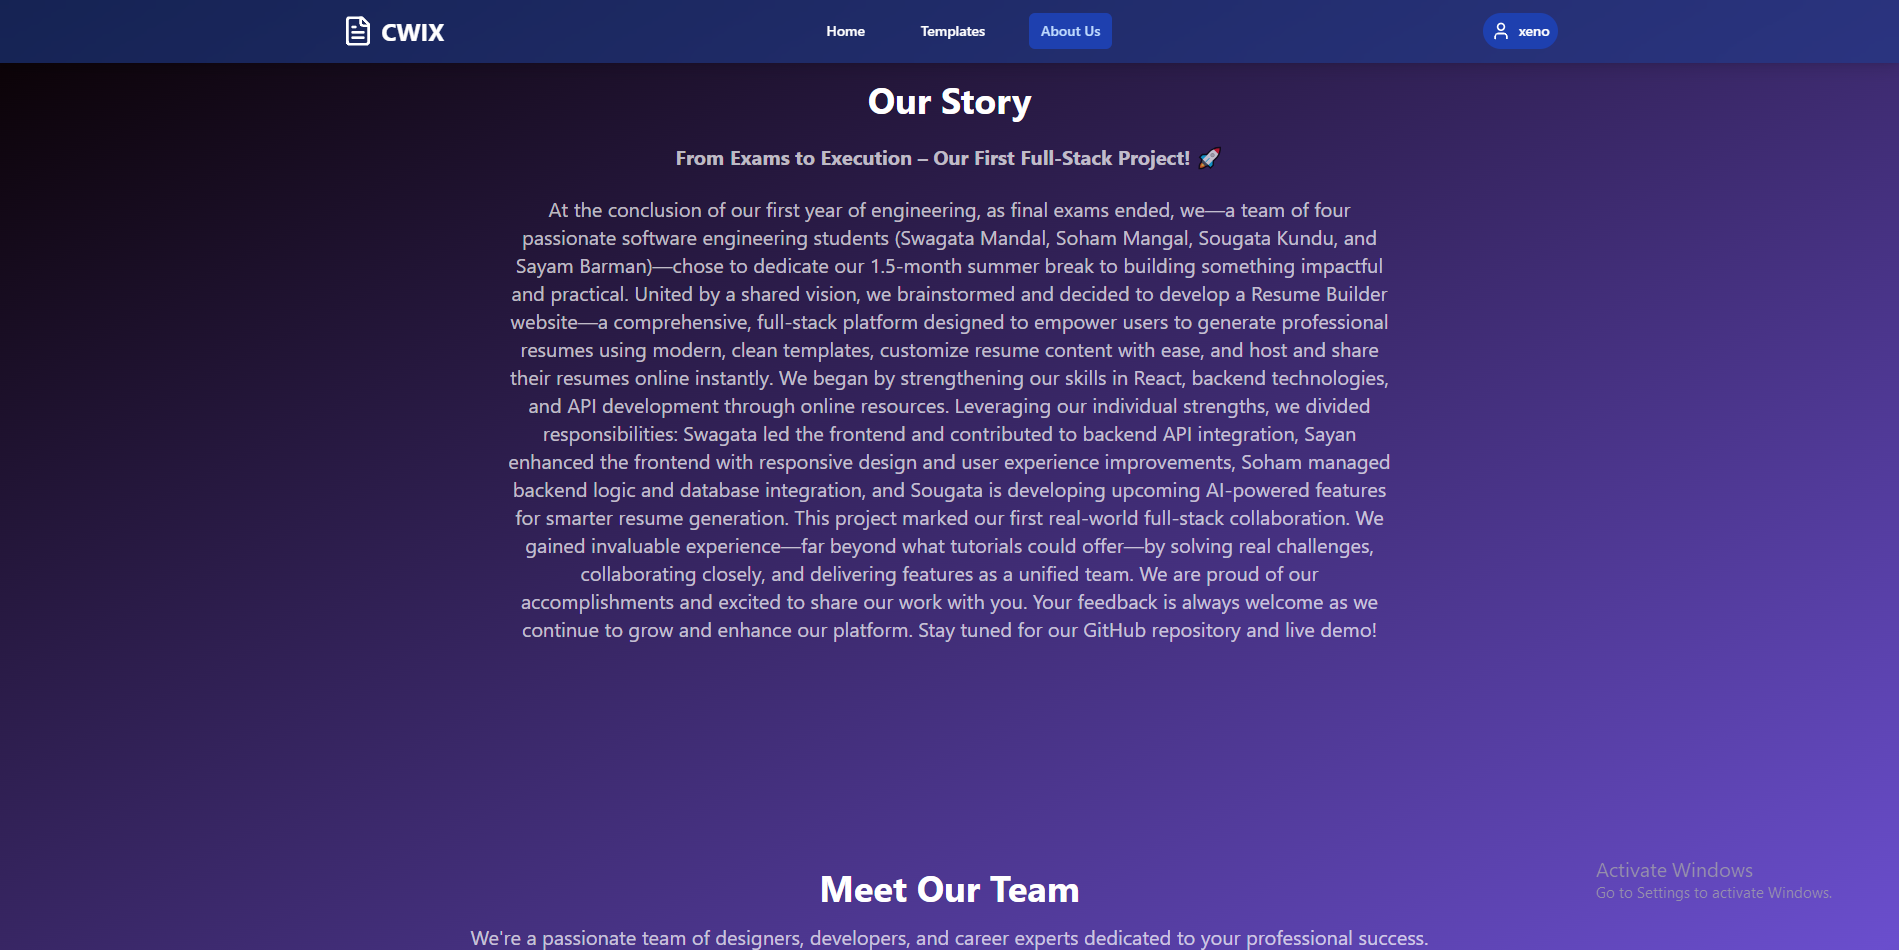 CWIX
Home
Templates
About Us
xeno
Our Story
From Exams to Execution – Our First Full-Stack Project! 🚀
At the conclusion of our first year of engineering, as final exams ended, we—a team of four
passionate software engineering students (Swagata Mandal, Soham Mangal, Sougata Kundu, and
Sayam Barman)—chose to dedicate our 1.5-month summer break to building something impactful
and practical. United by a shared vision, we brainstormed and decided to develop a Resume Builder
website—a comprehensive, full-stack platform designed to empower users to generate professional
resumes using modern, clean templates, customize resume content with ease, and host and share
their resumes online instantly. We began by strengthening our skills in React, backend technologies,
and API development through online resources. Leveraging our individual strengths, we divided
responsibilities: Swagata led the frontend and contributed to backend API integration, Sayan
enhanced the frontend with responsive design and user experience improvements, Soham managed
backend logic and database integration, and Sougata is developing upcoming AI-powered features
for smarter resume generation. This project marked our first real-world full-stack collaboration. We
gained invaluable experience—far beyond what tutorials could offer—by solving real challenges,
collaborating closely, and delivering features as a unified team. We are proud of our
accomplishments and excited to share our work with you. Your feedback is always welcome as we
continue to grow and enhance our platform. Stay tuned for our GitHub repository and live demo!
Meet Our Team
We're a passionate team of designers, developers, and career experts dedicated to your professional success.
Activate Windows
Go to Settings to activate Windows.